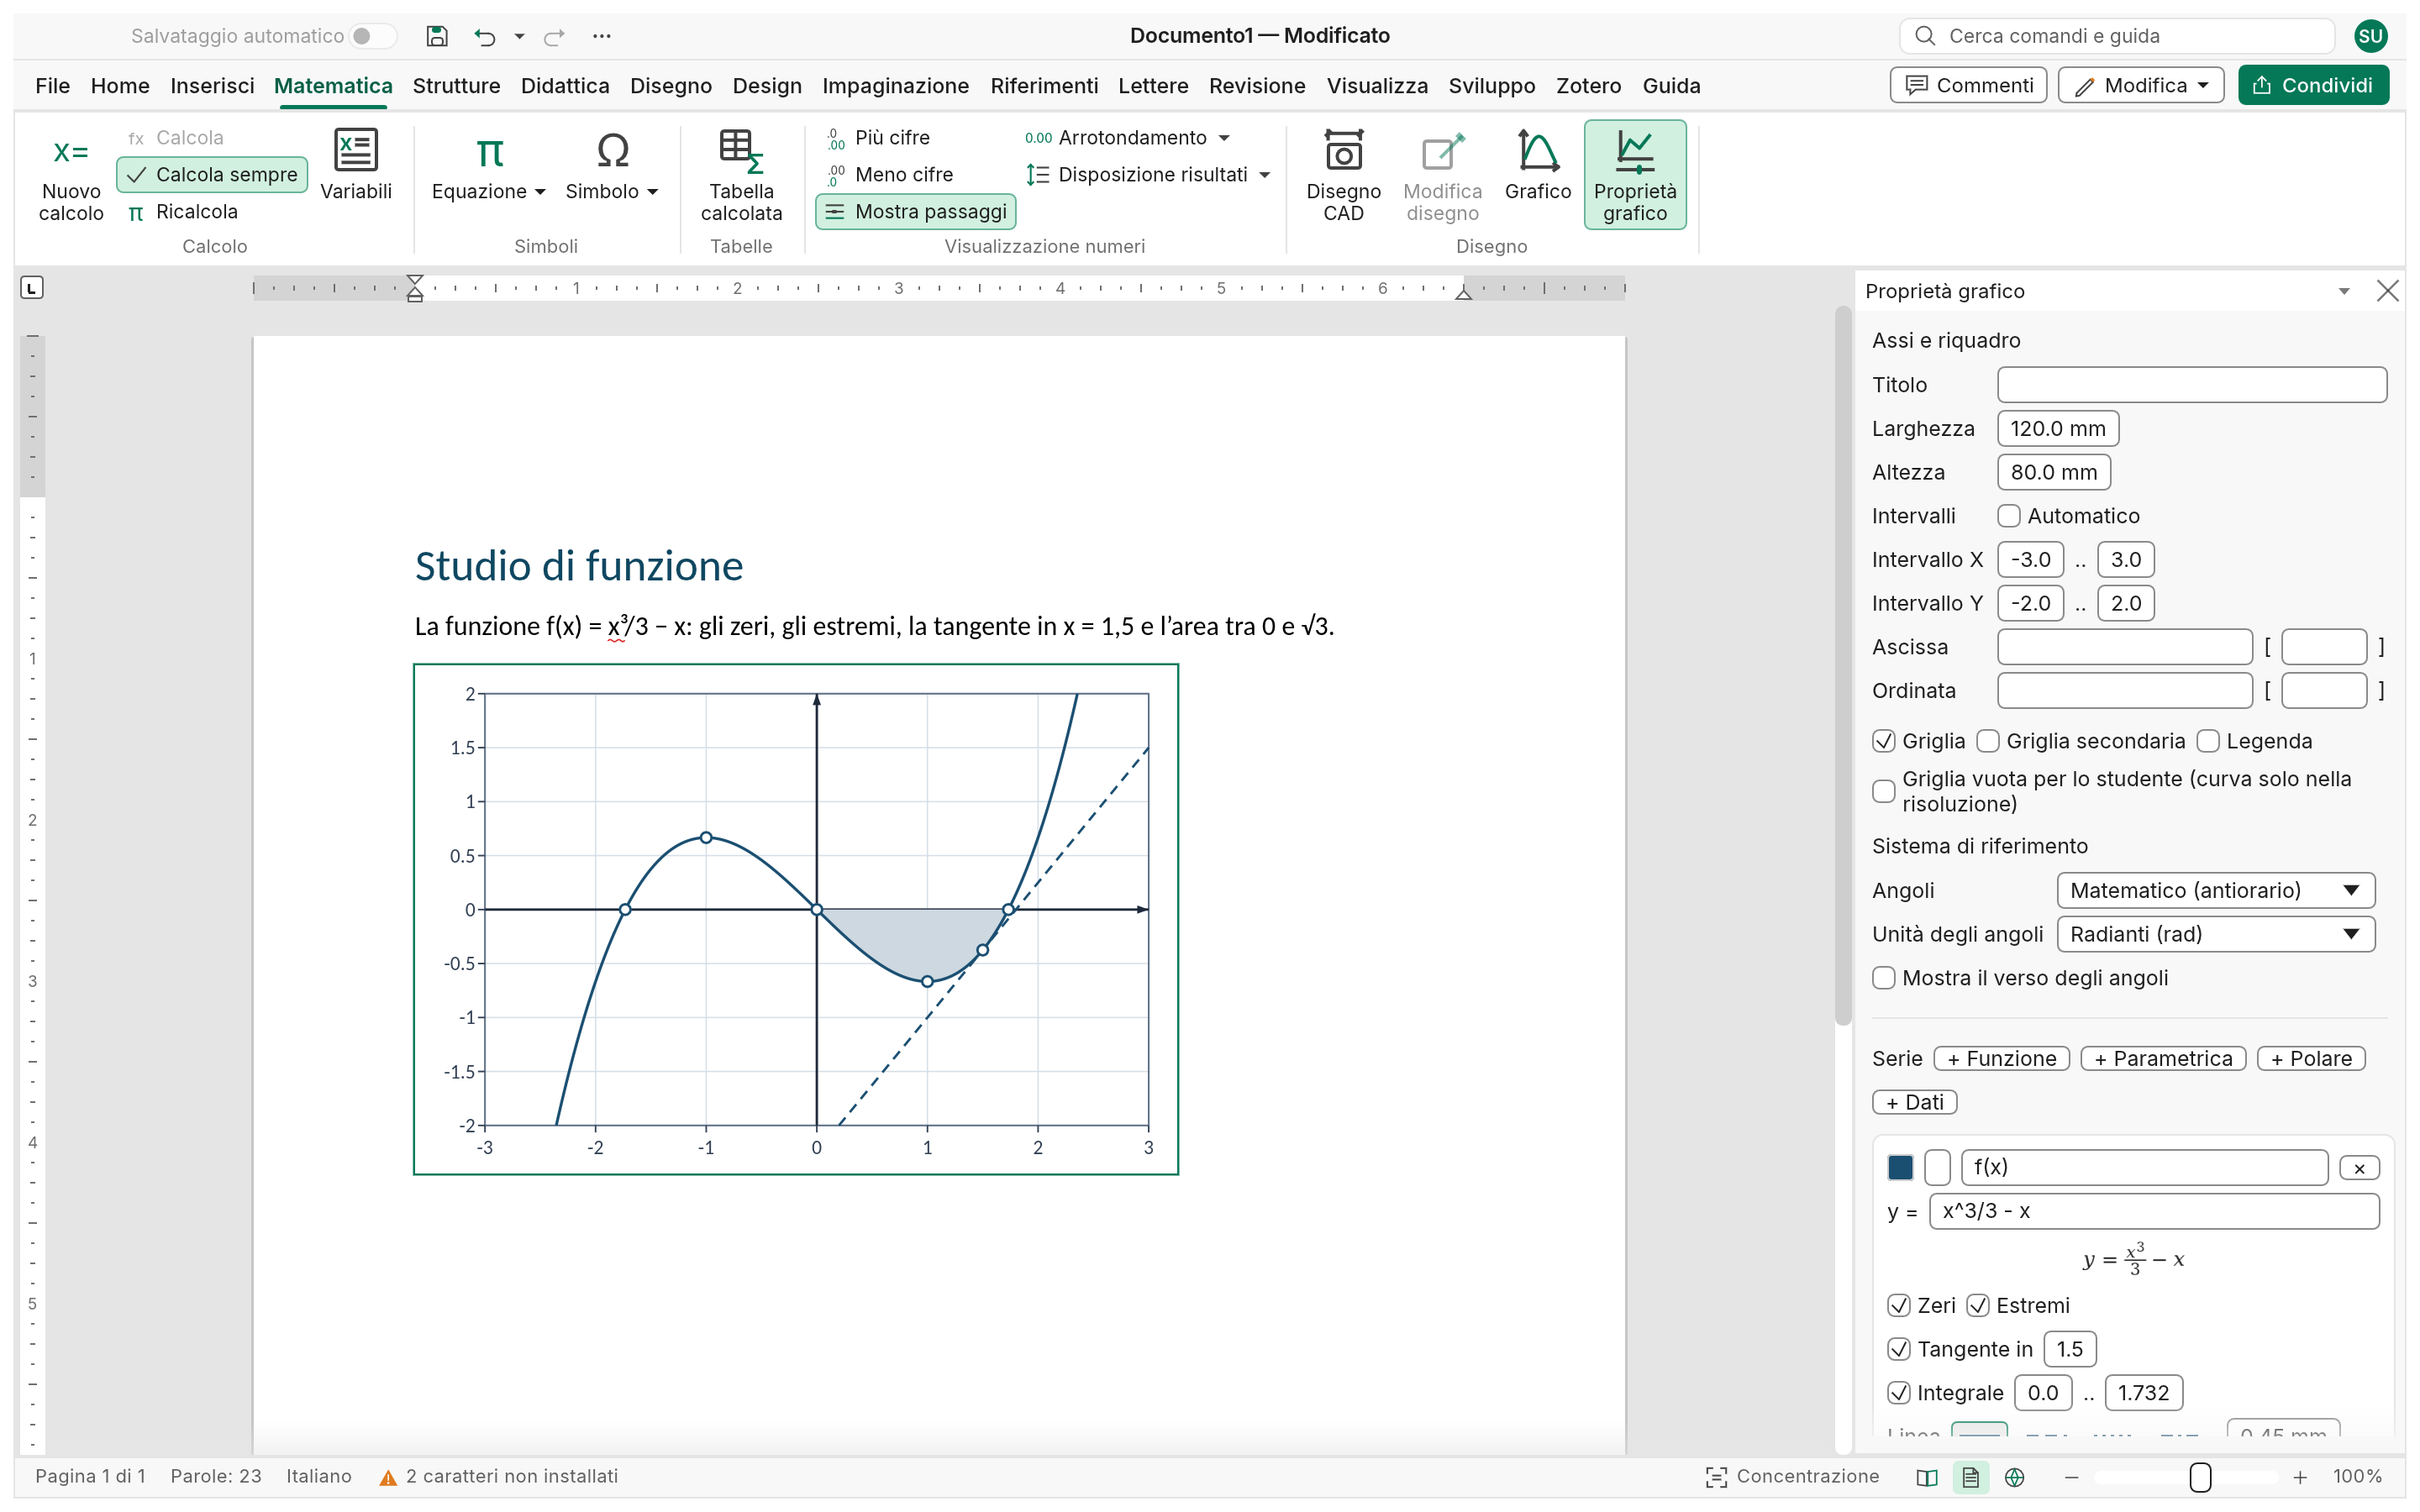 Salvataggio automatico
Documento1 — Modificato
Cerca comandi e guida
SU
File Home Inserisci Matematica Strutture Didattica Disegno Design Impaginazione Riferimenti Lettere Revisione Visualizza Sviluppo Zotero Guida
Commenti Modifica Condividi
x= Nuovo calcolo
fx Calcola
Calcola sempre
π Ricalcola
Variabili
Calcolo
π Equazione
Ω Simbolo
Simboli
Tabella calcolata
Tabelle
Più cifre
Meno cifre
Mostra passaggi
0.00 Arrotondamento
Disposizione risultati
Visualizzazione numeri
Disegno CAD
Modifica disegno
Grafico
Proprietà grafico
Disegno
L
1 2 3 4 5 6
1
2
3
4
5
Studio di funzione
La funzione f(x) = x³/3 − x: gli zeri, gli estremi, la tangente in x = 1,5 e l’area tra 0 e √3.
2
1.5
1
0.5
0
-0.5
-1
-1.5
-2
-3 -2 -1 0 1 2 3
Proprietà grafico
Assi e riquadro
Titolo
Larghezza 120.0 mm
Altezza 80.0 mm
Intervalli Automatico
Intervallo X -3.0 .. 3.0
Intervallo Y -2.0 .. 2.0
Ascissa [ ]
Ordinata [ ]
Griglia Griglia secondaria Legenda
Griglia vuota per lo studente (curva solo nella
risoluzione)
Sistema di riferimento
Angoli Matematico (antiorario)
Unità degli angoli Radianti (rad)
Mostra il verso degli angoli
Serie + Funzione + Parametrica + Polare
+ Dati
f(x) ×
y = x^3/3 - x
y = x³/3 − x
Zeri Estremi
Tangente in 1.5
Integrale 0.0 .. 1.732
Linea 0.45 mm
Pagina 1 di 1 Parole: 23 Italiano 2 caratteri non installati
Concentrazione
− + 100%